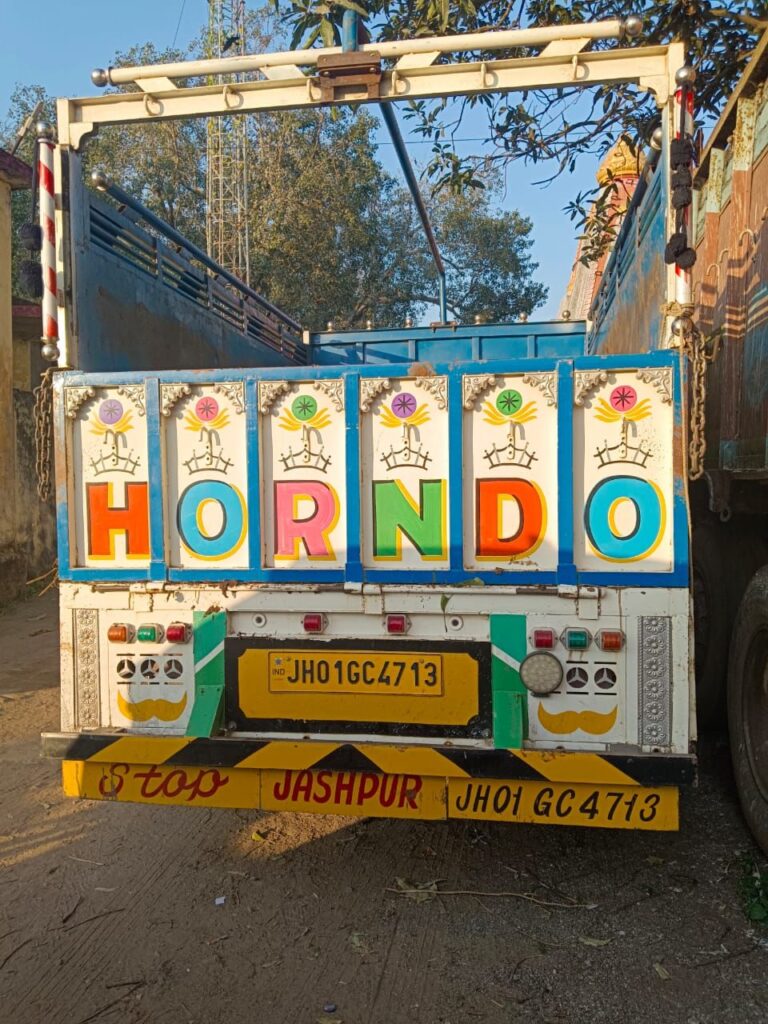 HORNDO
IND JH01GC4713
Stop JASHPUR JH01 GC4713